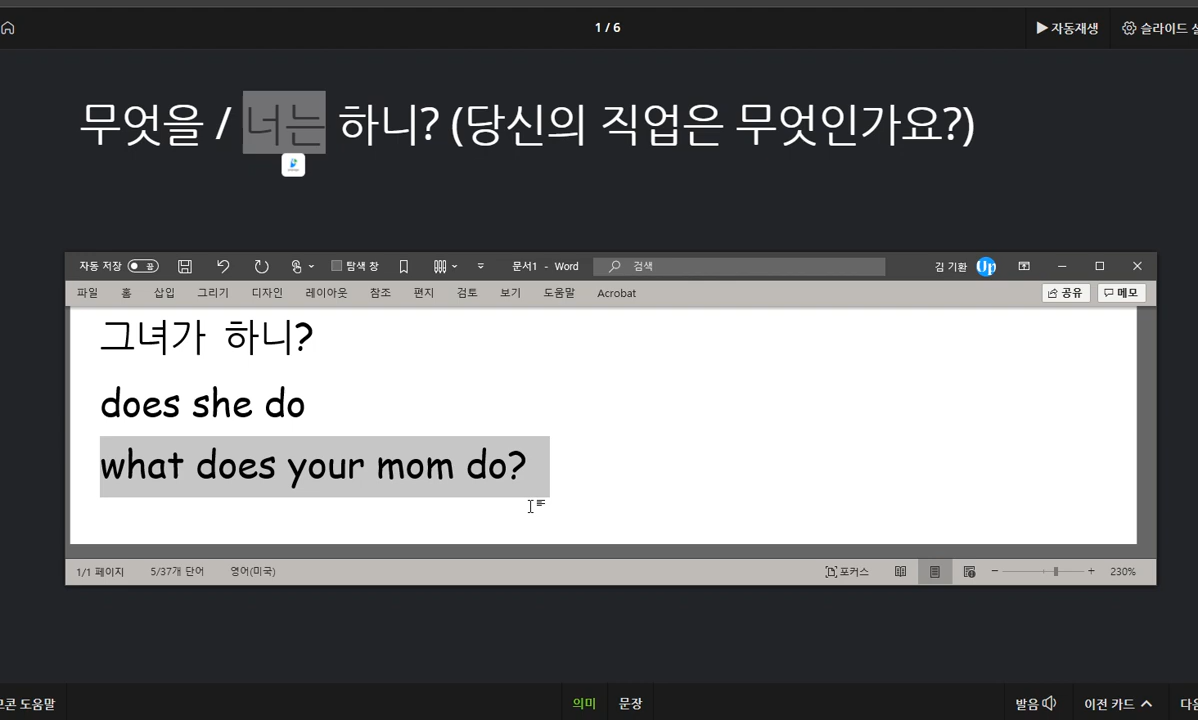 1 / 6
▶ 자동재생
슬라이드
무엇을 / 너는 하니? (당신의 직업은 무엇인가요?)
자동 저장 끔 탐색 창 문서1 - Word 검색 김 기환 Up
파일 홈 삽입 그리기 디자인 레이아웃 참조 편지 검토 보기 도움말 Acrobat 공유 메모
그녀가 하니?
does she do
what does your mom do?
1/1 페이지 5/37개 단어 영어(미국) 포커스 - + 230%
도움말 의미 문장 발음 이전 카드